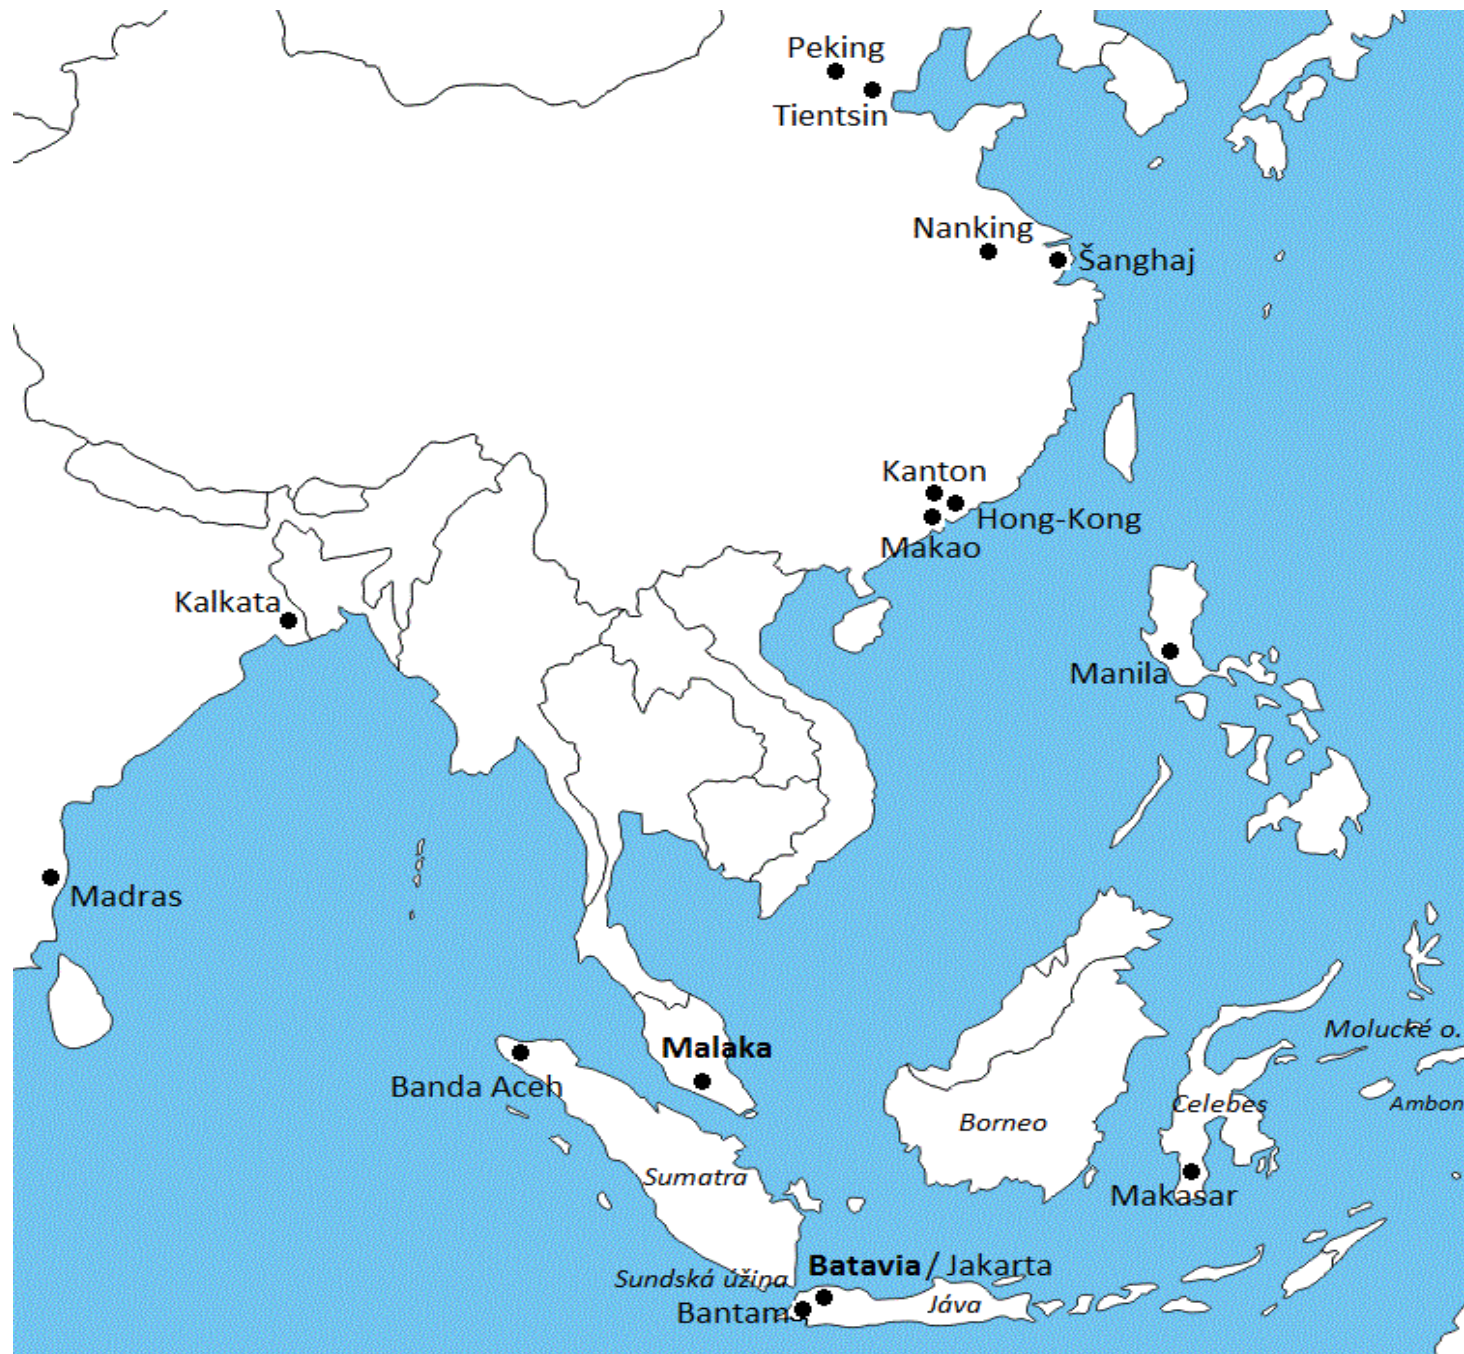 Peking
Tientsin
Nanking
Šanghaj
Kanton
Hong-Kong
Makao
Kalkata
Manila
Madras
Molucké o.
Malaka
Banda Aceh
Celebes
Ambon
Borneo
Sumatra
Makasar
Batavia / Jakarta
Sundská úžina
Jáva
Bantam